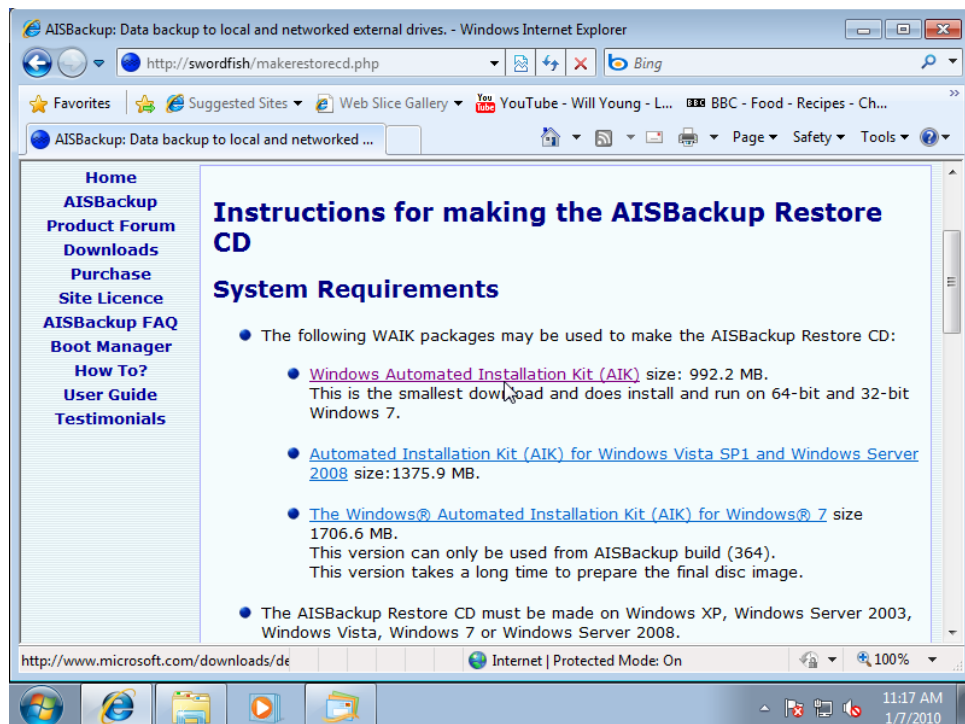 AISBackup: Data backup to local and networked external drives. - Windows Internet Explorer
http://swordfish/makerestorecd.php
Bing
Favorites
Suggested Sites
Web Slice Gallery
YouTube - Will Young - L...
BBC - Food - Recipes - Ch...
AISBackup: Data backup to local and networked ...
Page
Safety
Tools
Home
AISBackup
Product Forum
Downloads
Purchase
Site Licence
AISBackup FAQ
Boot Manager
How To?
User Guide
Testimonials
Instructions for making the AISBackup Restore
CD
System Requirements
The following WAIK packages may be used to make the AISBackup Restore CD:
Windows Automated Installation Kit (AIK) size: 992.2 MB.
This is the smallest download and does install and run on 64-bit and 32-bit
Windows 7.
Automated Installation Kit (AIK) for Windows Vista SP1 and Windows Server
2008 size:1375.9 MB.
The Windows® Automated Installation Kit (AIK) for Windows® 7 size
1706.6 MB.
This version can only be used from AISBackup build (364).
This version takes a long time to prepare the final disc image.
The AISBackup Restore CD must be made on Windows XP, Windows Server 2003,
Windows Vista, Windows 7 or Windows Server 2008.
http://www.microsoft.com/downloads/de
Internet | Protected Mode: On
100%
11:17 AM
1/7/2010